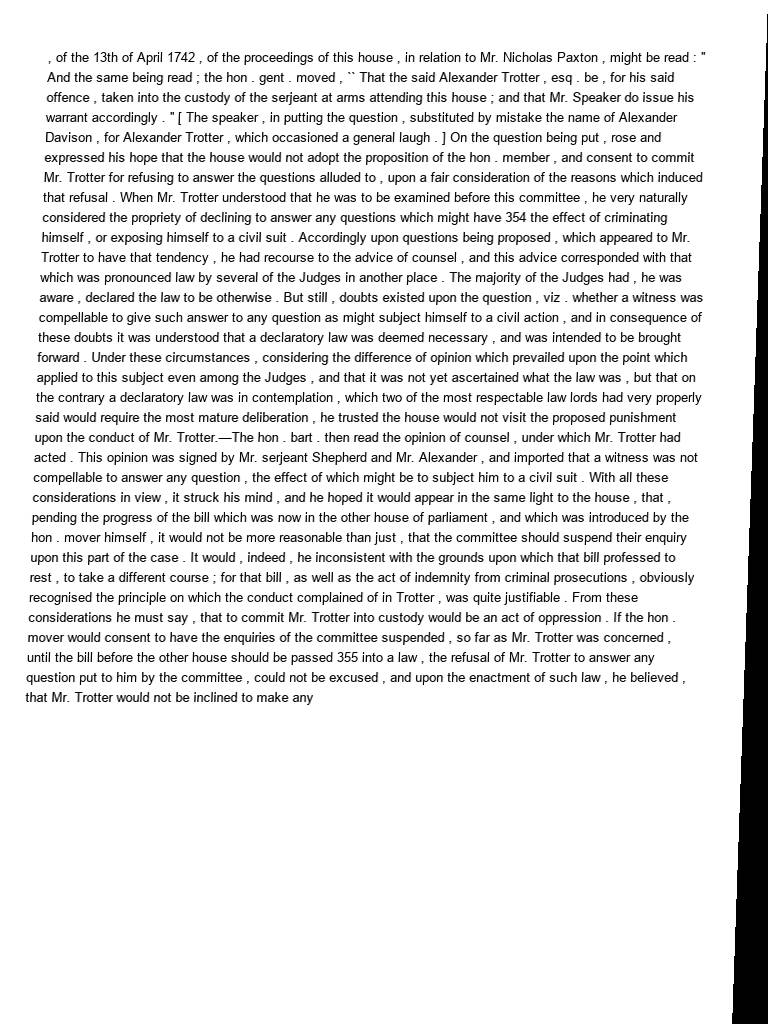 , of the 13th of April 1742 , of the proceedings of this house , in relation to Mr. Nicholas Paxton , might be read : "
And the same being read ; the hon . gent . moved , `` That the said Alexander Trotter , esq . be , for his said
offence , taken into the custody of the serjeant at arms attending this house ; and that Mr. Speaker do issue his
warrant accordingly . " [ The speaker , in putting the question , substituted by mistake the name of Alexander
Davison , for Alexander Trotter , which occasioned a general laugh . ] On the question being put , rose and
expressed his hope that the house would not adopt the proposition of the hon . member , and consent to commit
Mr. Trotter for refusing to answer the questions alluded to , upon a fair consideration of the reasons which induced
that refusal . When Mr. Trotter understood that he was to be examined before this committee , he very naturally
considered the propriety of declining to answer any questions which might have 354 the effect of criminating
himself , or exposing himself to a civil suit . Accordingly upon questions being proposed , which appeared to Mr.
Trotter to have that tendency , he had recourse to the advice of counsel , and this advice corresponded with that
which was pronounced law by several of the Judges in another place . The majority of the Judges had , he was
aware , declared the law to be otherwise . But still , doubts existed upon the question , viz . whether a witness was
compellable to give such answer to any question as might subject himself to a civil action , and in consequence of
these doubts it was understood that a declaratory law was deemed necessary , and was intended to be brought
forward . Under these circumstances , considering the difference of opinion which prevailed upon the point which
applied to this subject even among the Judges , and that it was not yet ascertained what the law was , but that on
the contrary a declaratory law was in contemplation , which two of the most respectable law lords had very properly
said would require the most mature deliberation , he trusted the house would not visit the proposed punishment
upon the conduct of Mr. Trotter.—The hon . bart . then read the opinion of counsel , under which Mr. Trotter had
acted . This opinion was signed by Mr. serjeant Shepherd and Mr. Alexander , and imported that a witness was not
compellable to answer any question , the effect of which might be to subject him to a civil suit . With all these
considerations in view , it struck his mind , and he hoped it would appear in the same light to the house , that ,
pending the progress of the bill which was now in the other house of parliament , and which was introduced by the
hon . mover himself , it would not be more reasonable than just , that the committee should suspend their enquiry
upon this part of the case . It would , indeed , he inconsistent with the grounds upon which that bill professed to
rest , to take a different course ; for that bill , as well as the act of indemnity from criminal prosecutions , obviously
recognised the principle on which the conduct complained of in Trotter , was quite justifiable . From these
considerations he must say , that to commit Mr. Trotter into custody would be an act of oppression . If the hon .
mover would consent to have the enquiries of the committee suspended , so far as Mr. Trotter was concerned ,
until the bill before the other house should be passed 355 into a law , the refusal of Mr. Trotter to answer any
question put to him by the committee , could not be excused , and upon the enactment of such law , he believed ,
that Mr. Trotter would not be inclined to make any